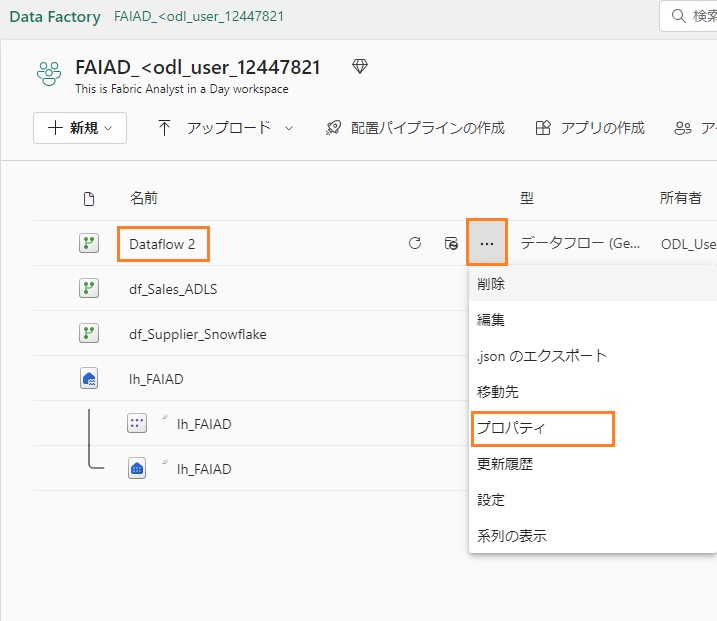 Data Factory FAIAD_<odl_user_12447821 検索
FAIAD_<odl_user_12447821
This is Fabric Analyst in a Day workspace
新規 アップロード 配置パイプラインの作成 アプリの作成 ア
名前 型 所有者
Dataflow 2 ... データフロー (Ge... ODL_Use
df_Sales_ADLS
df_Supplier_Snowflake
lh_FAIAD
lh_FAIAD
lh_FAIAD
削除
編集
.json のエクスポート
移動先
プロパティ
更新履歴
設定
系列の表示